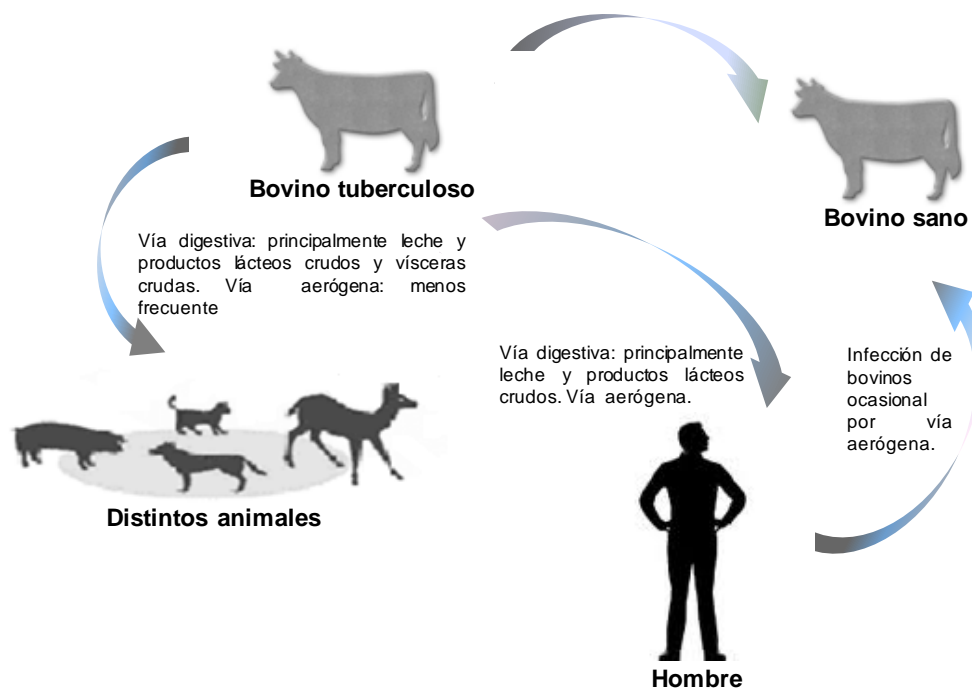 Bovino tuberculoso
Bovino sano
Vía digestiva: principalmente leche y
productos lácteos crudos y vísceras
crudas. Vía aerógena: menos
frecuente
Vía digestiva: principalmente
leche y productos lácteos
crudos. Vía aerógena.
Infección de
bovinos
ocasional
por vía
aerógena.
Distintos animales
Hombre